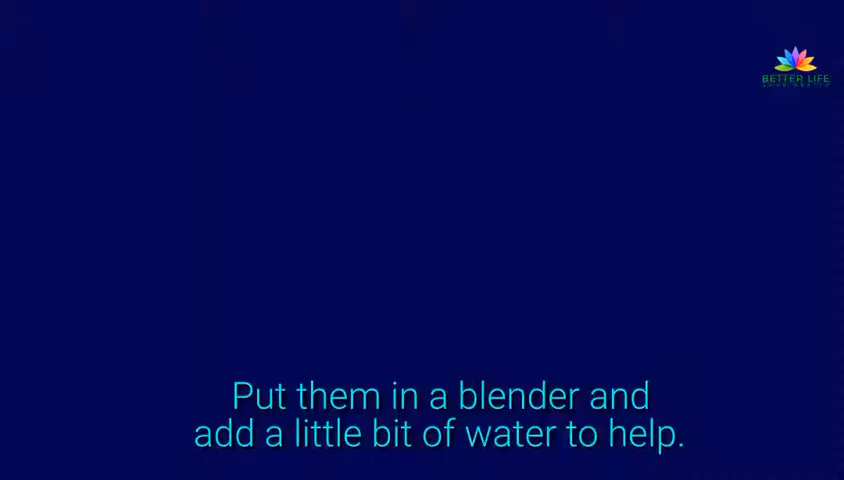 BETTER LIFE
Put them in a blender and
add a little bit of water to help.